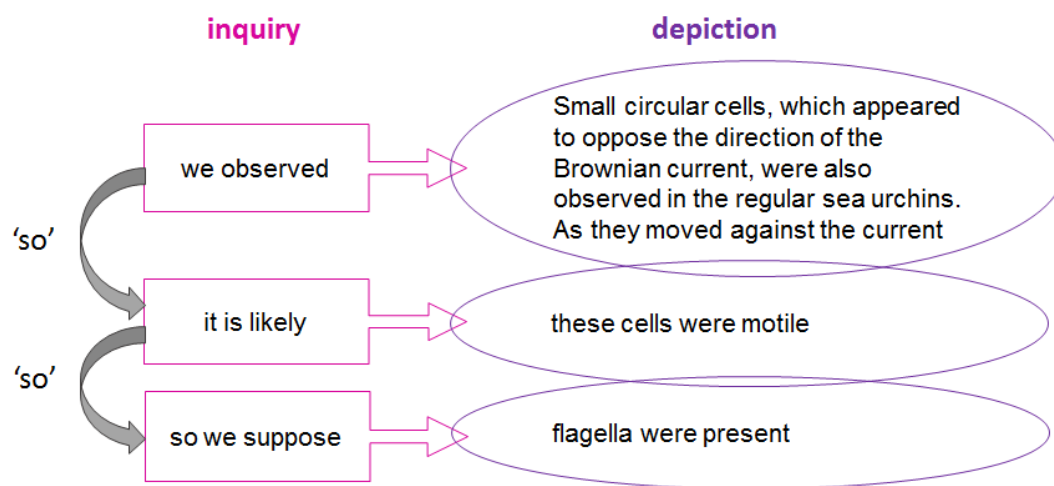 inquiry
depiction
we observed
Small circular cells, which appeared
to oppose the direction of the
Brownian current, were also
observed in the regular sea urchins.
As they moved against the current
‘so’
it is likely
these cells were motile
‘so’
so we suppose
flagella were present